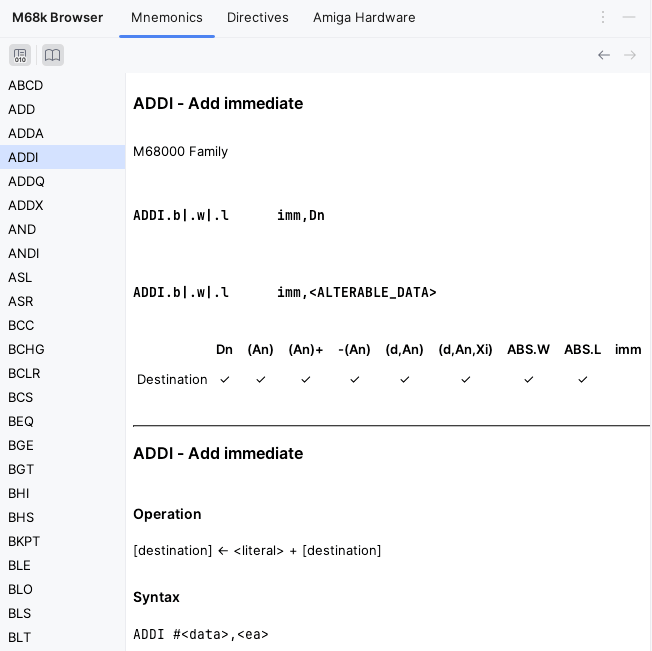 M68k Browser Mnemonics Directives Amiga Hardware
010
ABCD
ADD
ADDA
ADDI
ADDQ
ADDX
AND
ANDI
ASL
ASR
BCC
BCHG
BCLR
BCS
BEQ
BGE
BGT
BHI
BHS
BKPT
BLE
BLO
BLS
BLT
ADDI - Add immediate
M68000 Family
ADDI.b|.w|.l imm,Dn
ADDI.b|.w|.l imm,<ALTERABLE_DATA>
Dn (An) (An)+ -(An) (d,An) (d,An,Xi) ABS.W ABS.L imm
Destination ✓ ✓ ✓ ✓ ✓ ✓ ✓ ✓
ADDI - Add immediate
Operation
[destination] ← <literal> + [destination]
Syntax
ADDI #<data>,<ea>